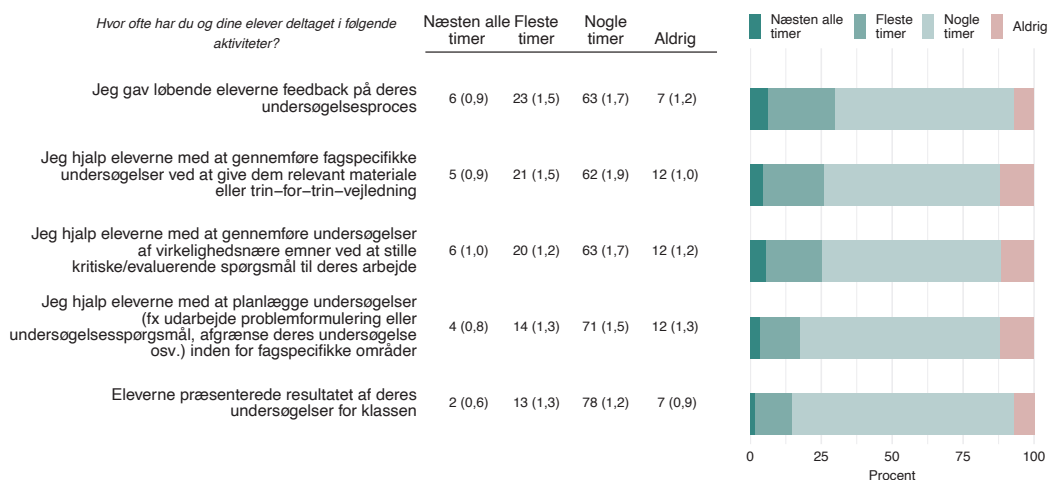 Hvor ofte har du og dine elever deltaget i følgende
aktiviteter?
Næsten alle
timer
Fleste
timer
Nogle
timer
Aldrig
Næsten alle
timer
Fleste
timer
Nogle
timer
Aldrig
Jeg gav løbende eleverne feedback på deres
undersøgelsesproces
6 (0,9) 23 (1,5) 63 (1,7) 7 (1,2)
Jeg hjalp eleverne med at gennemføre fagspecifikke
undersøgelser ved at give dem relevant materiale
eller trin−for−trin−vejledning
5 (0,9) 21 (1,5) 62 (1,9) 12 (1,0)
Jeg hjalp eleverne med at gennemføre undersøgelser
af virkelighedsnære emner ved at stille
kritiske/evaluerende spørgsmål til deres arbejde
6 (1,0) 20 (1,2) 63 (1,7) 12 (1,2)
Jeg hjalp eleverne med at planlægge undersøgelser
(fx udarbejde problemformulering eller
undersøgelsesspørgsmål, afgrænse deres undersøgelse
osv.) inden for fagspecifikke områder
4 (0,8) 14 (1,3) 71 (1,5) 12 (1,3)
Eleverne præsenterede resultatet af deres
undersøgelser for klassen
2 (0,6) 13 (1,3) 78 (1,2) 7 (0,9)
0 25 50 75 100
Procent